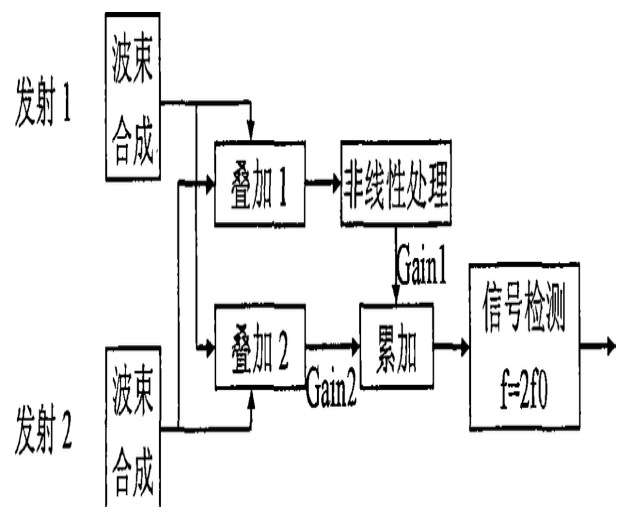 发射 1
波束
合成
叠加 1
非线性处理
Gain1
叠加 2
Gain2
累加
信号检测
f=2f0
发射 2
波束
合成